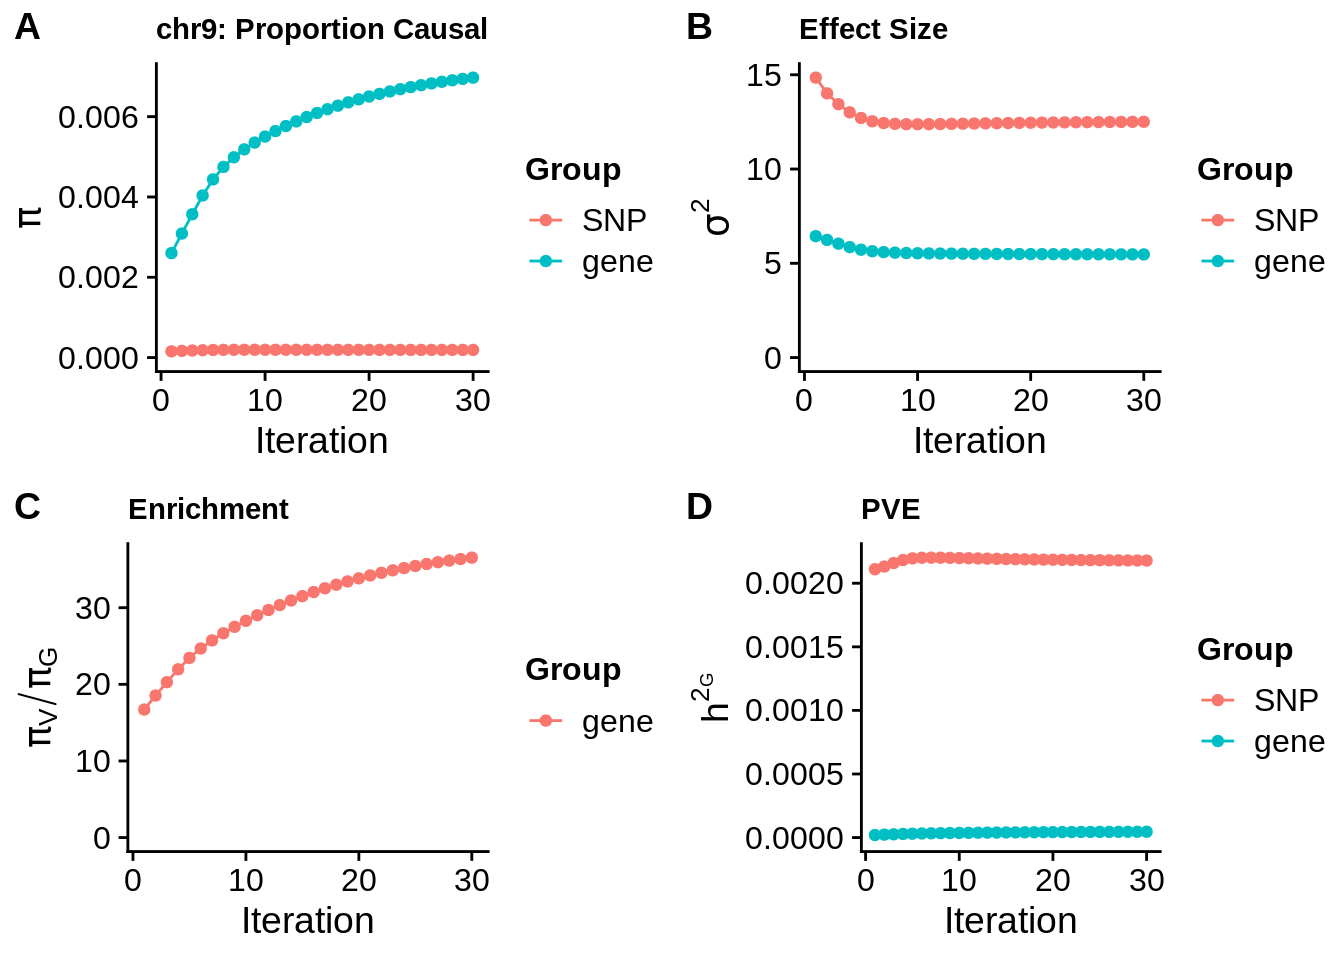 A
chr9: Proportion Causal
π
0.006
0.004
0.002
0.000
0
10
20
30
Iteration
Group
SNP
gene
B
Effect Size
σ²
15
10
5
0
0
10
20
30
Iteration
Group
SNP
gene
C
Enrichment
πV/πG
30
20
10
0
0
10
20
30
Iteration
Group
gene
D
PVE
h²G
0.0020
0.0015
0.0010
0.0005
0.0000
0
10
20
30
Iteration
Group
SNP
gene